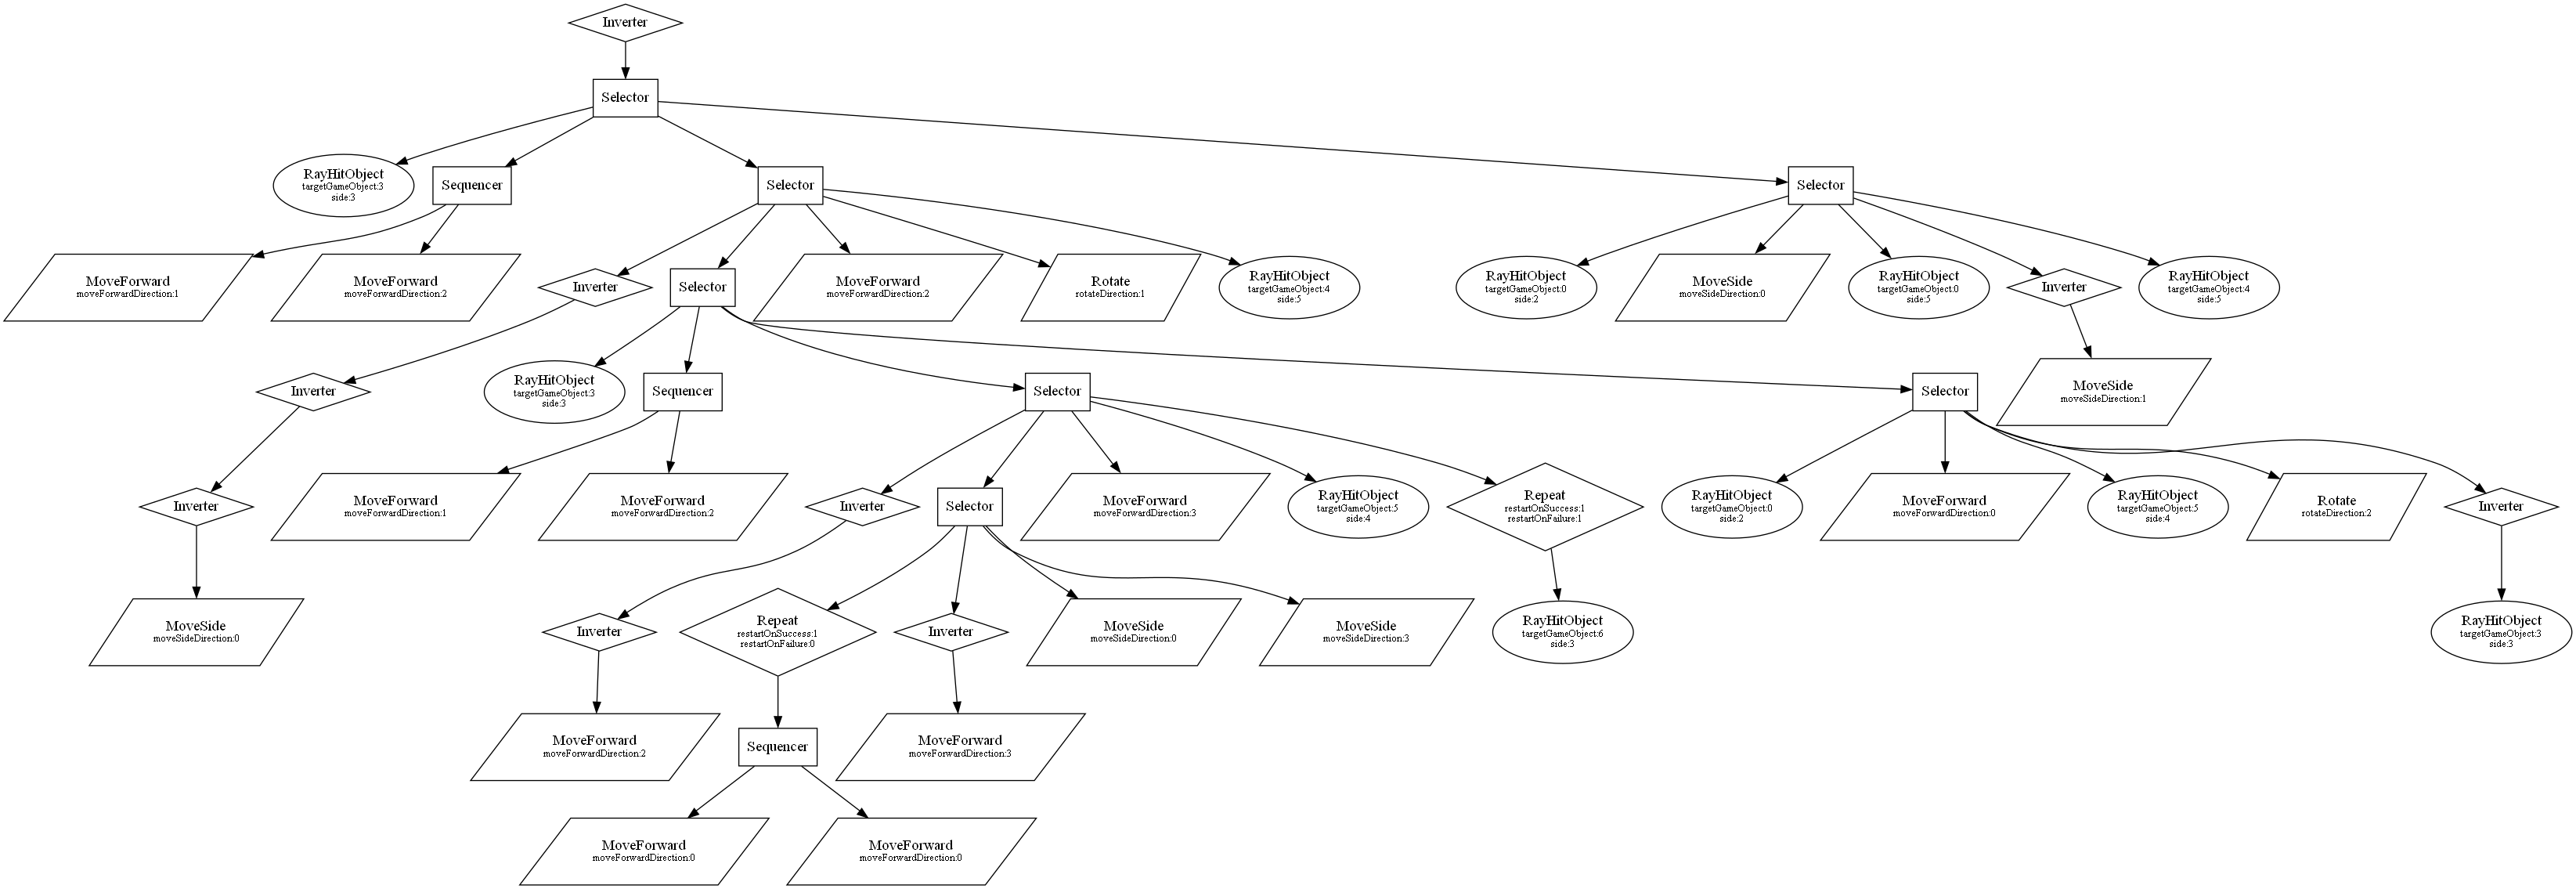 Inverter
Selector
RayHitObject
targetGameObject:3
side:3
Sequencer
Selector
Selector
MoveForward
moveForwardDirection:1
MoveForward
moveForwardDirection:2
Inverter
Selector
MoveForward
moveForwardDirection:2
Rotate
rotateDirection:1
RayHitObject
targetGameObject:4
side:5
RayHitObject
targetGameObject:0
side:2
MoveSide
moveSideDirection:0
RayHitObject
targetGameObject:0
side:5
Inverter
RayHitObject
targetGameObject:4
side:5
Inverter
RayHitObject
targetGameObject:3
side:3
Sequencer
Selector
Selector
MoveSide
moveSideDirection:1
Inverter
MoveForward
moveForwardDirection:1
MoveForward
moveForwardDirection:2
Inverter
Selector
MoveForward
moveForwardDirection:3
RayHitObject
targetGameObject:5
side:4
Repeat
restartOnSuccess:1
restartOnFailure:1
RayHitObject
targetGameObject:0
side:2
MoveForward
moveForwardDirection:0
RayHitObject
targetGameObject:5
side:4
Rotate
rotateDirection:2
Inverter
MoveSide
moveSideDirection:0
Inverter
Repeat
restartOnSuccess:1
restartOnFailure:0
Inverter
MoveSide
moveSideDirection:0
MoveSide
moveSideDirection:3
RayHitObject
targetGameObject:6
side:3
RayHitObject
targetGameObject:3
side:3
MoveForward
moveForwardDirection:2
Sequencer
MoveForward
moveForwardDirection:3
MoveForward
moveForwardDirection:0
MoveForward
moveForwardDirection:0